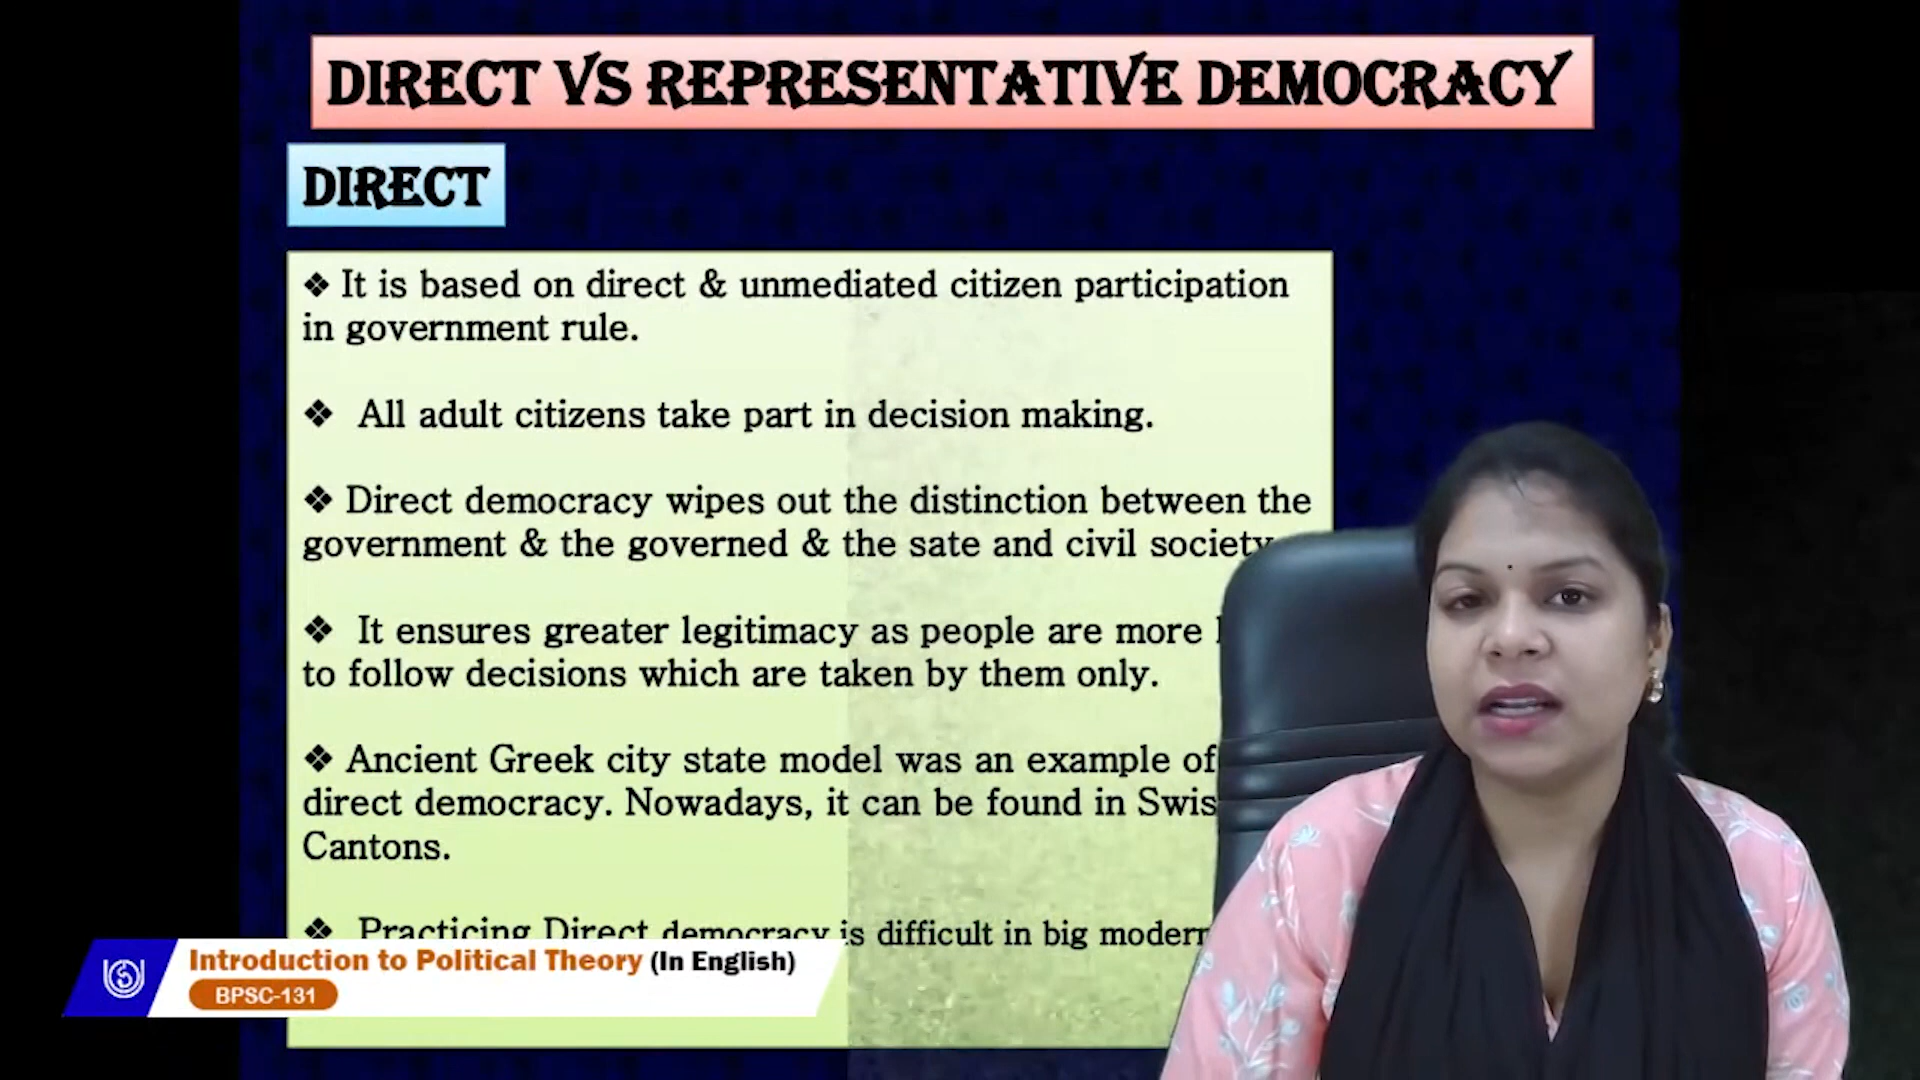 DIRECT VS REPRESENTATIVE DEMOCRACY
DIRECT
❖ It is based on direct & unmediated citizen participation
in government rule.
❖ All adult citizens take part in decision making.
❖ Direct democracy wipes out the distinction between the
government & the governed & the sate and civil society
❖ It ensures greater legitimacy as people are more
to follow decisions which are taken by them only.
❖ Ancient Greek city state model was an example of
direct democracy. Nowadays, it can be found in
Cantons.
❖ Practicing Direct democracy is difficult in big modern
Introduction to Political Theory (In English)
BPSC-131